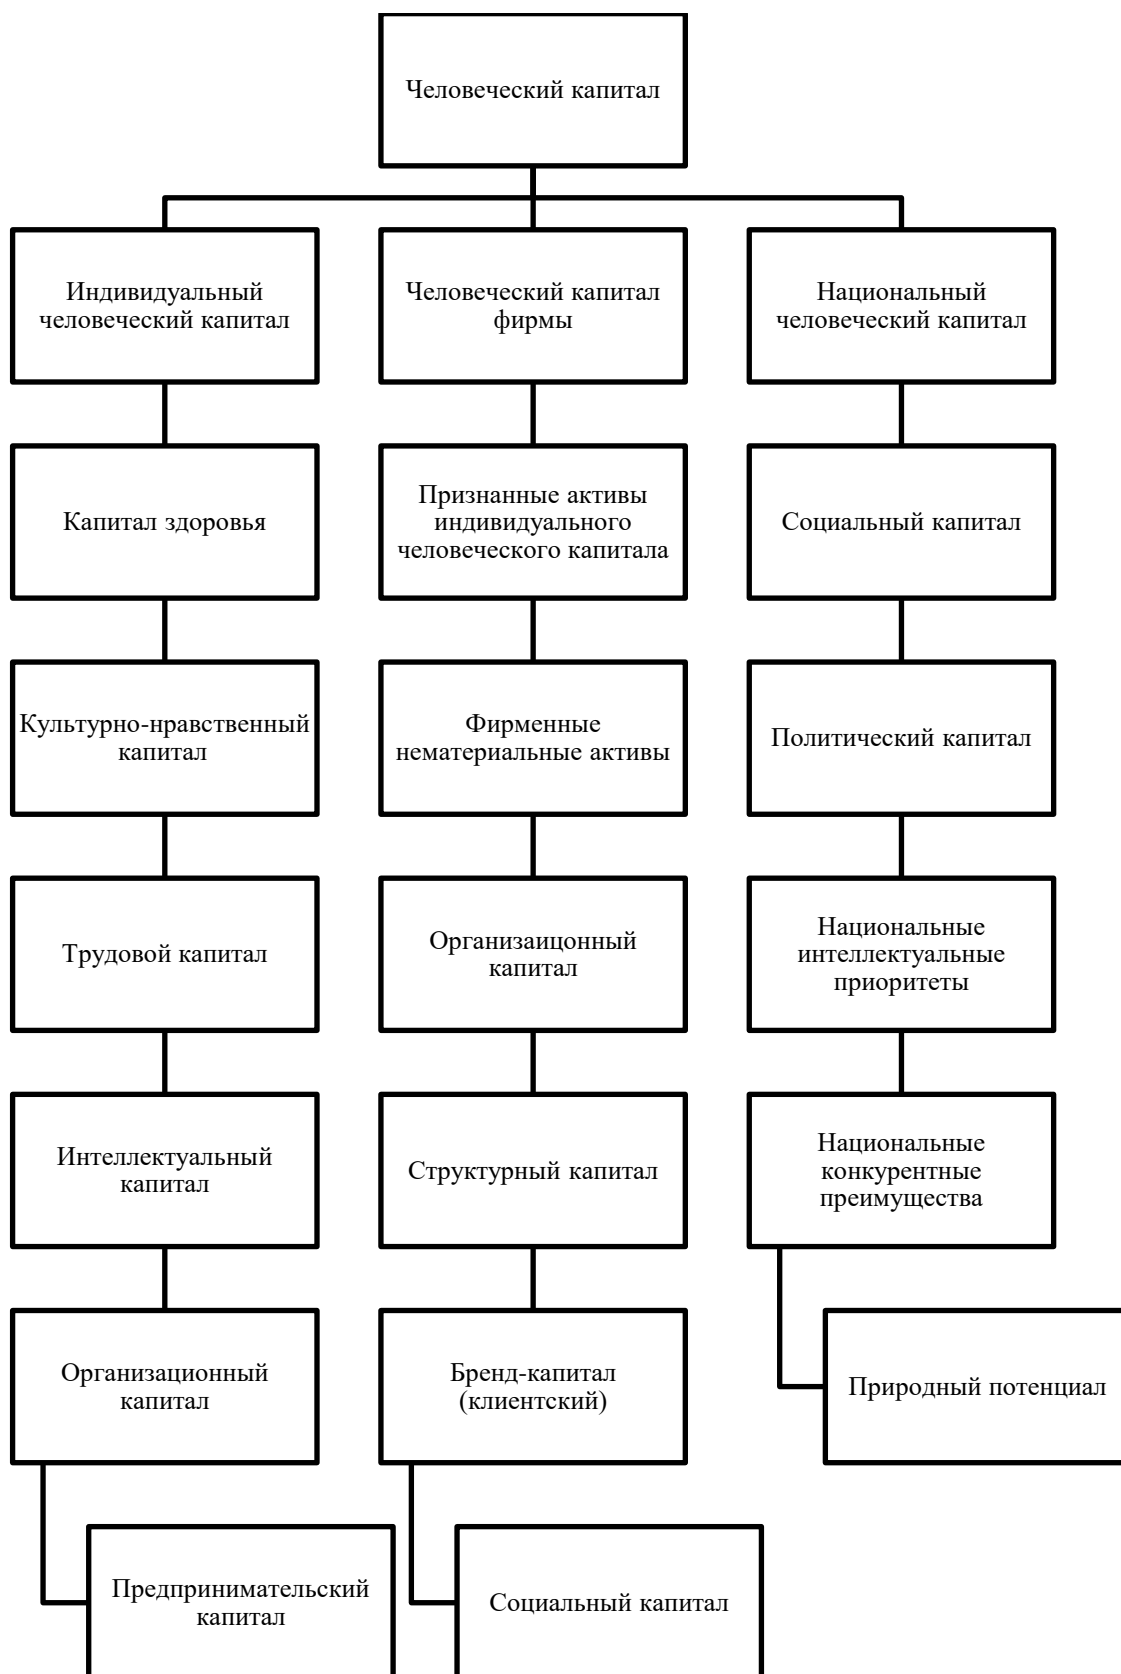 Человеческий капитал
Индивидуальный
человеческий капитал
Человеческий капитал
фирмы
Национальный
человеческий капитал
Капитал здоровья
Признанные активы
индивидуального
человеческого капитала
Социальный капитал
Культурно-нравственный
капитал
Фирменные
нематериальные активы
Политический капитал
Трудовой капитал
Организаицонный
капитал
Национальные
интеллектуальные
приоритеты
Интеллектуальный
капитал
Структурный капитал
Национальные
конкурентные
преимущества
Организационный
капитал
Бренд-капитал
(клиентский)
Природный потенциал
Предпринимательский
капитал
Социальный капитал